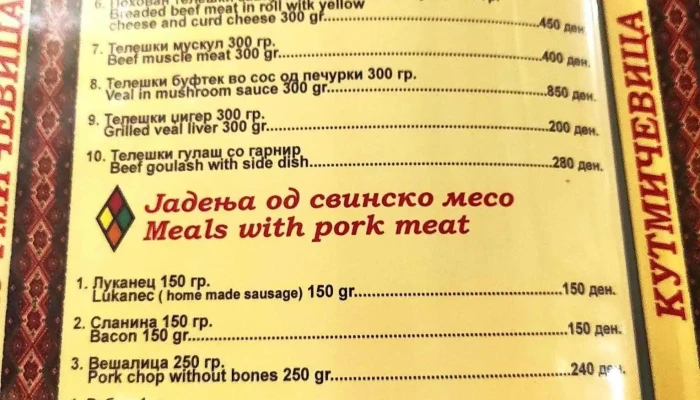 6. Похован телешки
Breaded beef meat in roll witk yellow
cheese and curd cheese 300 gr. 450 ден.
7. Телешки мускул 300 гр.
Beef muscle meat 300 gr. 400 ден.
8. Телешки буфтек во сос од печурки 300 гр.
Veal in mushroom sauce 300 gr. 850 ден.
9. Телешки џигер 300 гр.
Grilled veal liver 300 gr. 200 ден.
10. Телешки гулаш со гарнир
Beef goulash with side dish 280 ден.
Јадења од свинско месо
Meals with pork meat
1. Луканец 150 гр.
Lukanec ( home made sausage) 150 gr. 150 ден.
2. Сланина 150 гр.
Bacon 150 gr. 150 ден.
3. Вешалица 250 гр.
Pork chop without bones 250 gr. 240 ден.
КУТМИЧЕВИЦА
ТМИЧЕВИЦА